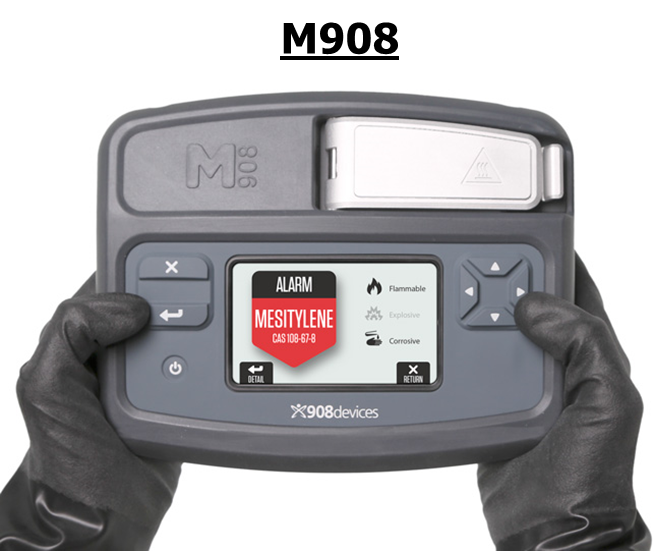 M908
M
908
ALARM
MESITYLENE
CAS 108-67-8
Flammable
Explosive
Corrosive
DETAIL
RETURN
908devices